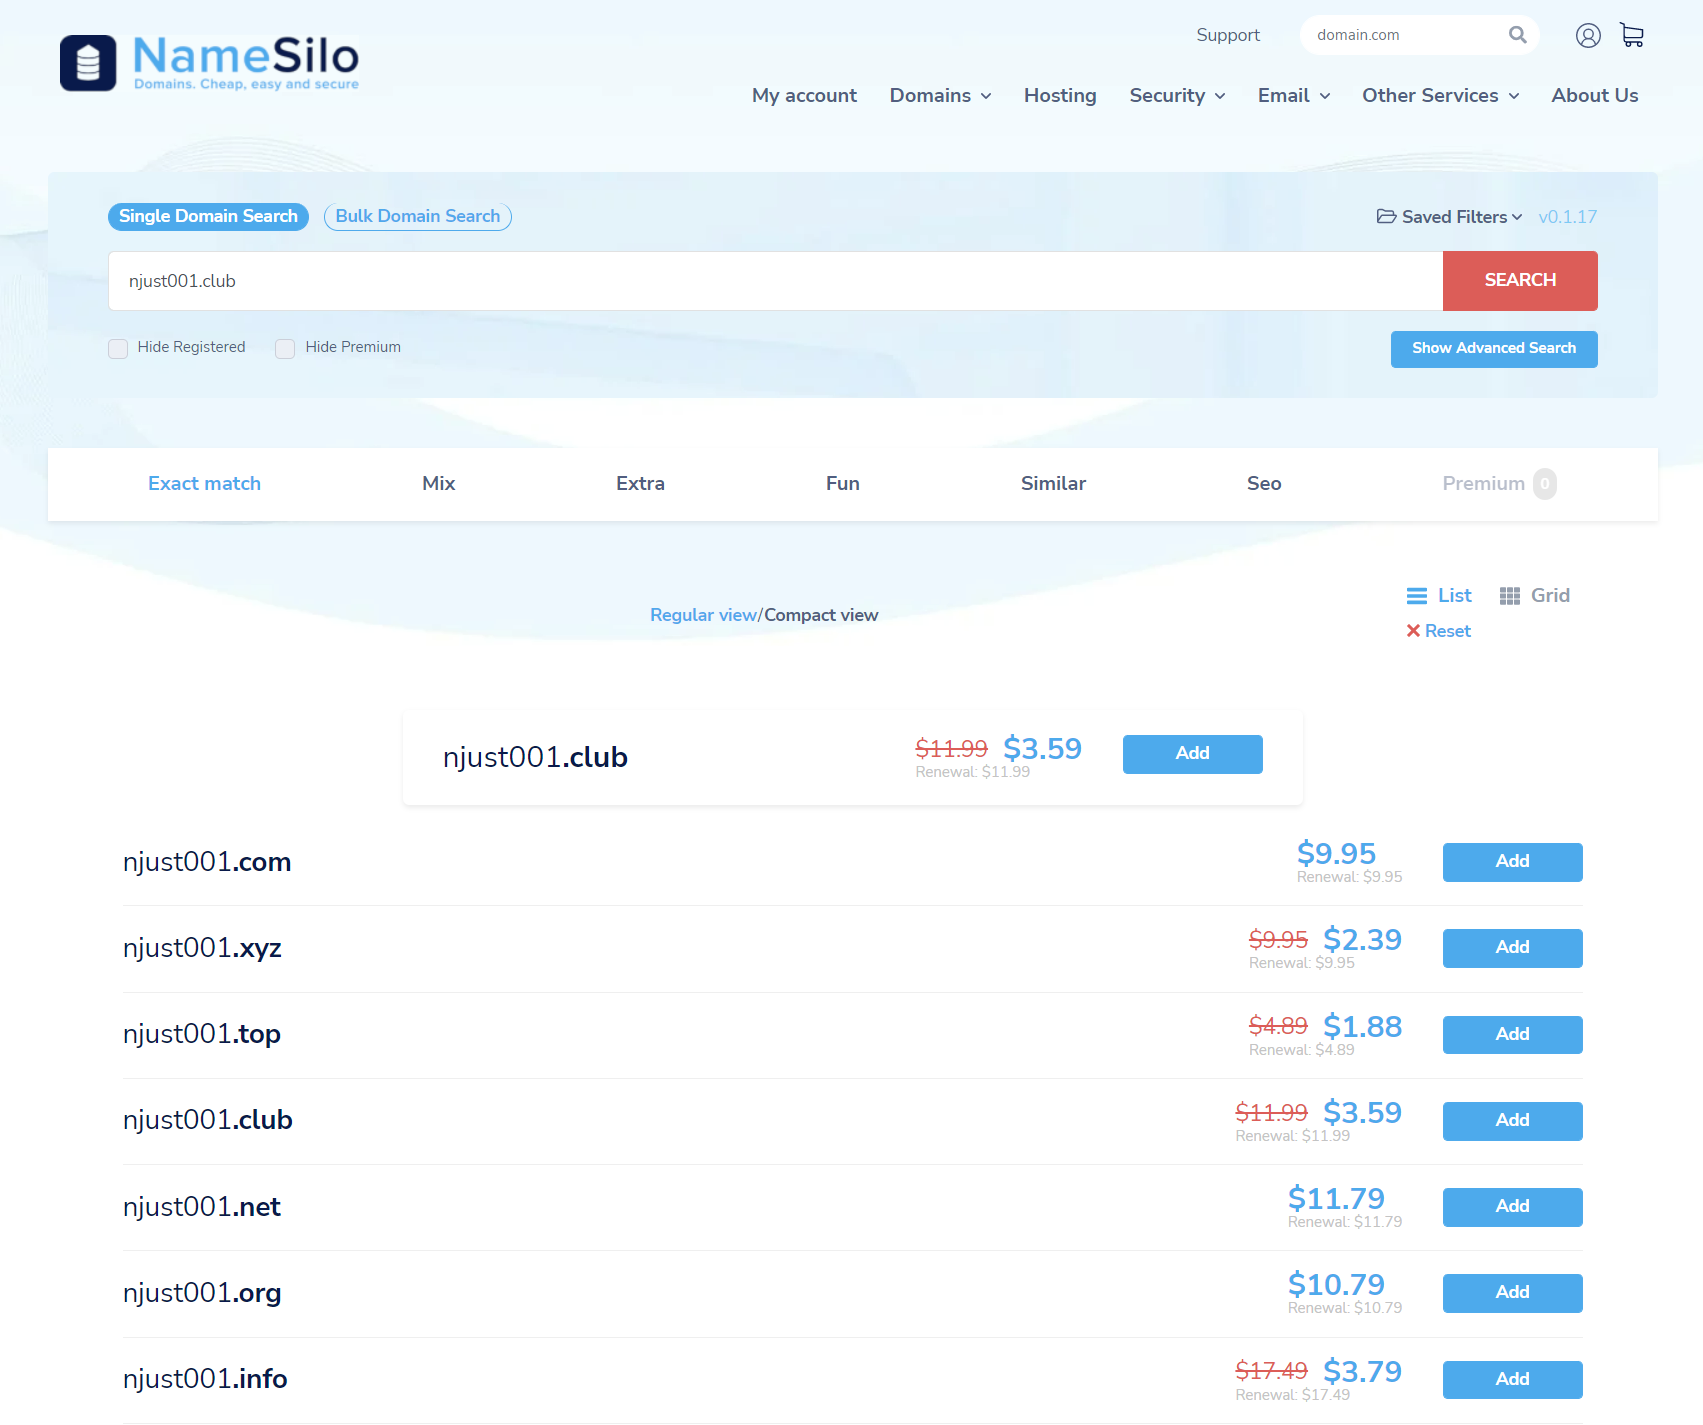 Support
domain.com
NameSilo
Domains. Cheap, easy and secure
My account Domains Hosting Security Email Other Services About Us
Single Domain Search Bulk Domain Search Saved Filters v0.1.17
njust001.club SEARCH
Hide Registered Hide Premium Show Advanced Search
Exact match Mix Extra Fun Similar Seo Premium 0
List Grid
Regular view/Compact view
Reset
njust001.club $11.99 $3.59 Add
Renewal: $11.99
njust001.com $9.95 Add
Renewal: $9.95
njust001.xyz $9.95 $2.39 Add
Renewal: $9.95
njust001.top $4.89 $1.88 Add
Renewal: $4.89
njust001.club $11.99 $3.59 Add
Renewal: $11.99
njust001.net $11.79 Add
Renewal: $11.79
njust001.org $10.79 Add
Renewal: $10.79
njust001.info $17.49 $3.79 Add
Renewal: $17.49